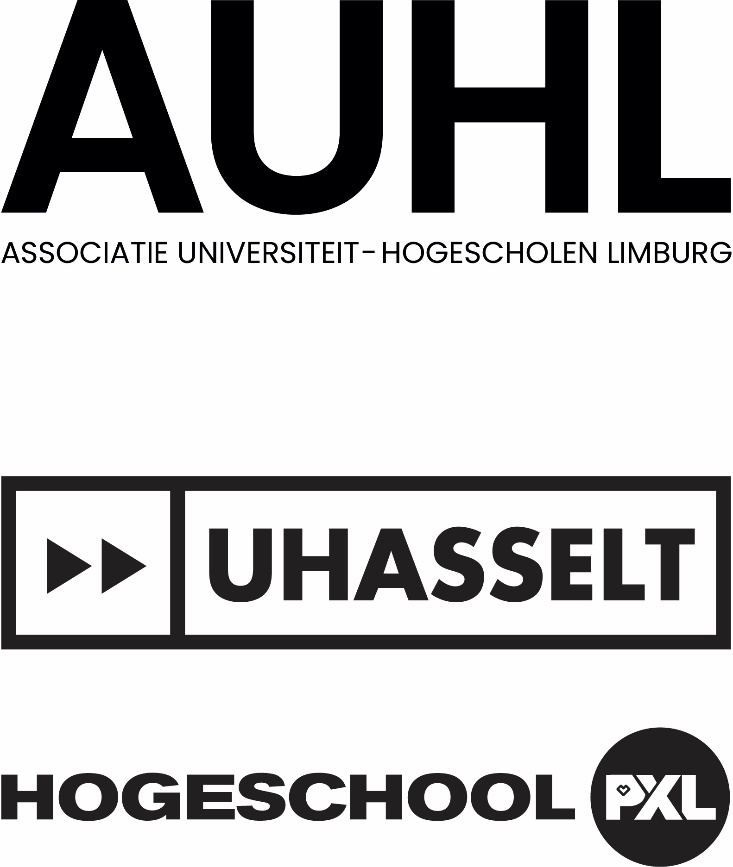 AUHL
ASSOCIATIE UNIVERSITEIT-HOGESCHOLEN LIMBURG
UHASSELT
HOGESCHOOL PXL